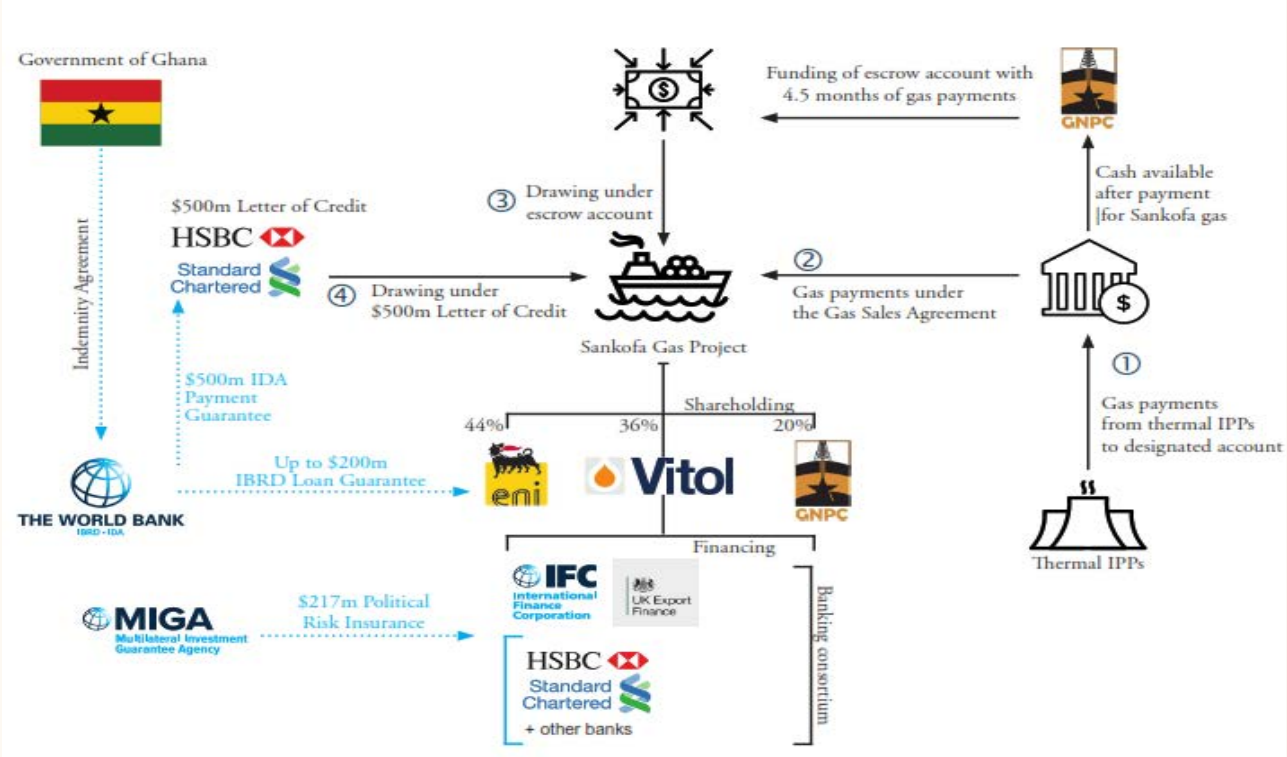 Government of Ghana
Indemnity Agreement
$500m Letter of Credit
HSBC
Standard
Chartered
$500m IDA
Payment
Guarantee
THE WORLD BANK
IBRD • IDA
Up to $200m
IBRD Loan Guarantee
MIGA
Multilateral Investment
Guarantee Agency
$217m Political
Risk Insurance
$
③ Drawing under
escrow account
④ Drawing under
$500m Letter of Credit
Sankofa Gas Project
Shareholding
44%
36%
20%
eni
Vitol
GNPC
Financing
IFC
International
Finance
Corporation
UK Export
Finance
HSBC
Standard
Chartered
+ other banks
Banking consortium
Funding of escrow account with
4.5 months of gas payments
GNPC
Cash available
after payment
|for Sankofa gas
②
Gas payments under
the Gas Sales Agreement
$
①
Gas payments
from thermal IPPs
to designated account
Thermal IPPs